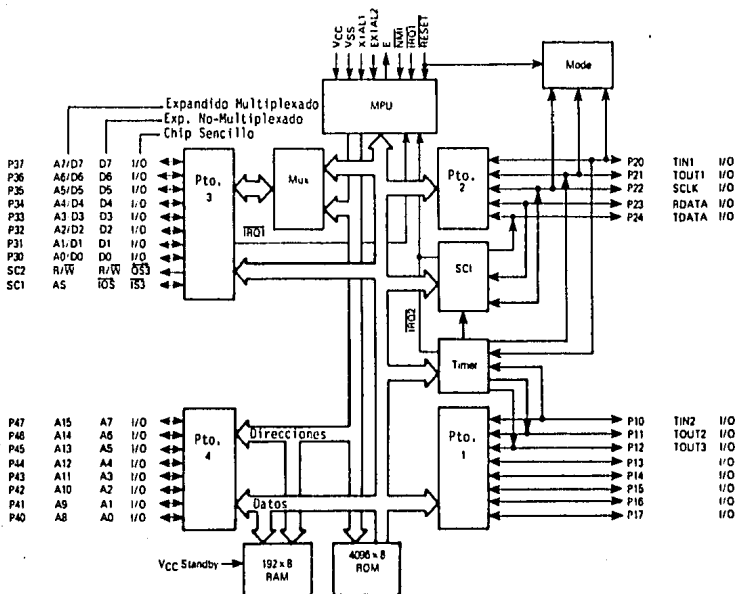 VCC
VSS
XTAL1
EXTAL2
E
NMI
IRQ1
RESET
Mode
MPU
Expandido Multiplexado
Exp. No-Multiplexado
Chip Sencillo
P37 A7/D7 D7 I/O
P36 A6/D6 D6 I/O
P35 A5/D5 D5 I/O
P34 A4/D4 D4 I/O
P33 A3/D3 D3 I/O
P32 A2/D2 D2 I/O
P31 A1/D1 D1 I/O
P30 A0/D0 D0 I/O
SC2 R/W R/W OS3
SC1 AS IOS IS3
Pto.
3
Mux
IRQ1
Pto.
2
P20 TIN1 I/O
P21 TOUT1 I/O
P22 SCLK I/O
P23 RDATA I/O
P24 TDATA I/O
SCI
IRQ2
Timer
P47 A15 A7 I/O
P46 A14 A6 I/O
P45 A13 A5 I/O
P44 A12 A4 I/O
P43 A11 A3 I/O
P42 A10 A2 I/O
P41 A9 A1 I/O
P40 A8 A0 I/O
Pto.
4
Direcciones
Datos
Pto.
1
P10 TIN2 I/O
P11 TOUT2 I/O
P12 TOUT3 I/O
P13 I/O
P14 I/O
P15 I/O
P16 I/O
P17 I/O
VCC Standby
192 x 8
RAM
4096 x 8
ROM